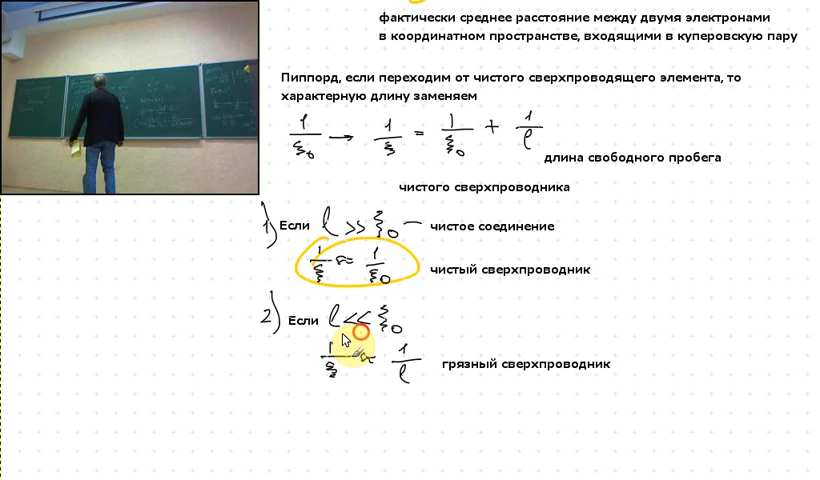 фактически среднее расстояние между двумя электронами
в координатном пространстве, входящими в куперовскую пару
Пиппорд, если переходим от чистого сверхпроводящего элемента, то
характерную длину заменяем
1/ξ₀ → 1/ξ = 1/ξ₀ + 1/l
длина свободного пробега
чистого сверхпроводника
1) Если l >> ξ₀ — чистое соединение
1/ξ ≈ 1/ξ₀
чистый сверхпроводник
2) Если l << ξ₀
1/ξ ≈ 1/l
грязный сверхпроводник